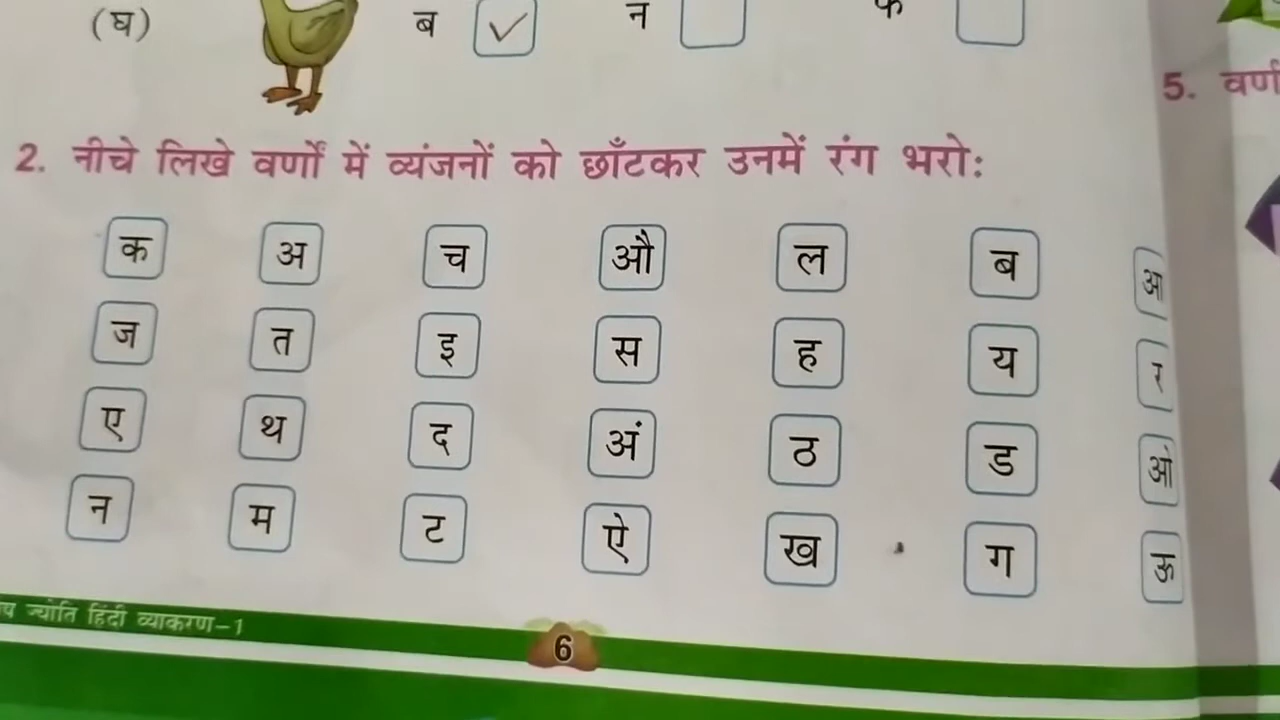 (घ) ब न
5. वर्ण
2. नीचे लिखे वर्णों में व्यंजनों को छाँटकर उनमें रंग भरो:
क अ च औ ल ब आ
ज त इ स ह य र
ए थ द अं ठ ड ओ
न म ट ऐ ख ग ऊ
ज्योति हिंदी व्याकरण-1
6